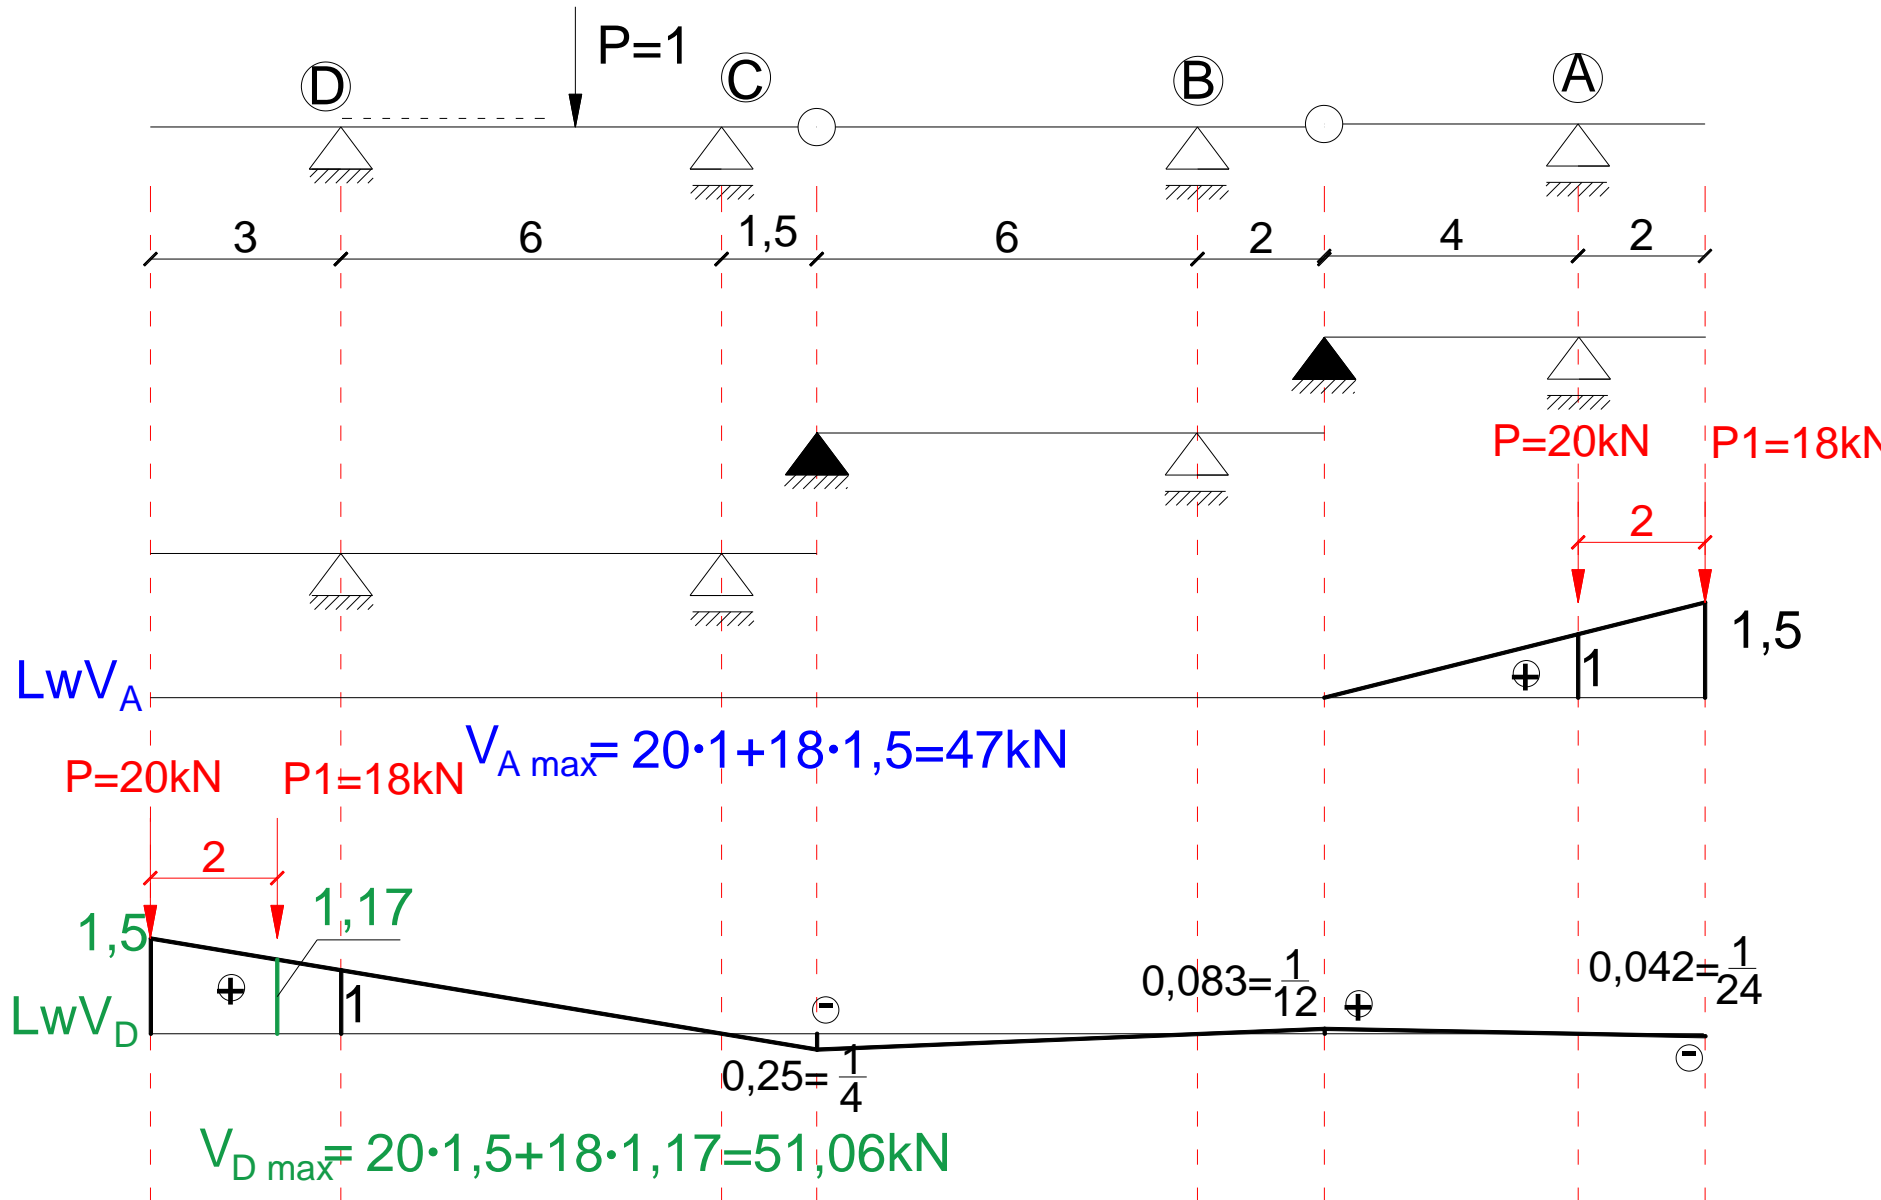 P=1
D C B A
3 6 1,5 6 2 4 2
P=20kN P1=18kN
2
1,5
1
LwVA
VA max= 20·1+18·1,5=47kN
P=20kN P1=18kN
2
1,17
1,5
1
LwVD
0,083=1/12
0,042=1/24
0,25=1/4
VD max= 20·1,5+18·1,17=51,06kN